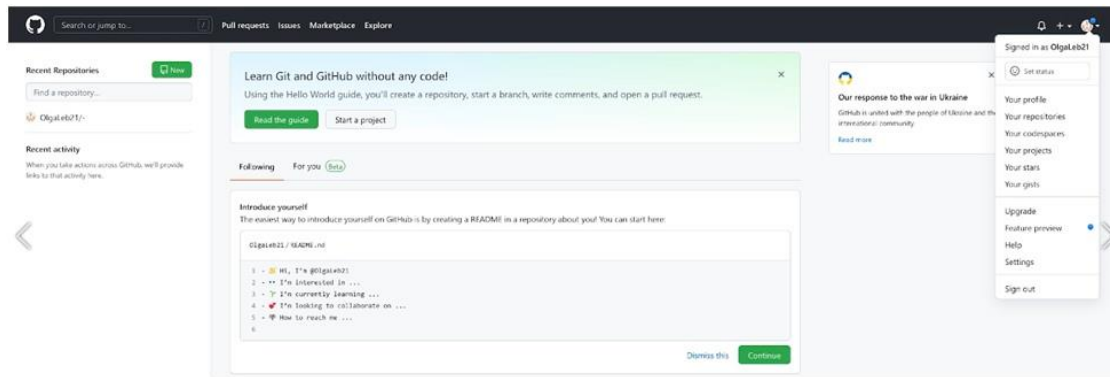 Search or jump to...
/
Pull requests Issues Marketplace Explore
Recent Repositories
New
Find a repository...
OlgaLeb21/-
Recent activity
When you take actions across GitHub, we'll provide
links to that activity here.
Learn Git and GitHub without any code!
Using the Hello World guide, you'll create a repository, start a branch, write comments, and open a pull request.
Read the guide
Start a project
Following
For you Beta
Introduce yourself
The easiest way to introduce yourself on GitHub is by creating a README in a repository about you! You can start here:
OlgaLeb21 / README.md
1 - 👋 Hi, I'm @OlgaLeb21
2 - 👀 I'm interested in ...
3 - 🌱 I'm currently learning ...
4 - 💞️ I'm looking to collaborate on ...
5 - 📫 How to reach me ...
6
Dismiss this
Continue
Our response to the war in Ukraine
GitHub is united with the people of Ukraine and the
international community.
Read more
Signed in as OlgaLeb21
Set status
Your profile
Your repositories
Your codespaces
Your projects
Your stars
Your gists
Upgrade
Feature preview
Help
Settings
Sign out